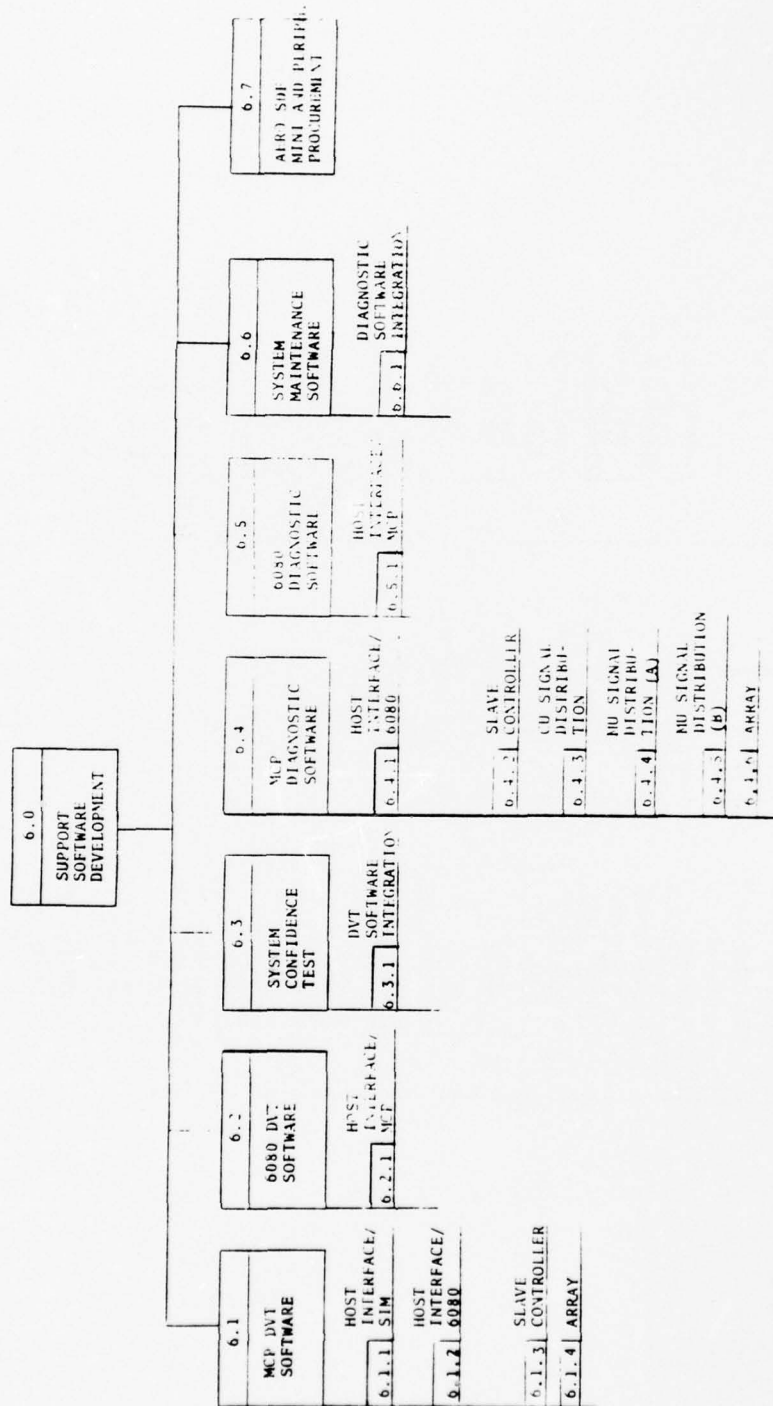 6.0
SUPPORT
SOFTWARE
DEVELOPMENT
6.1
MCP DVT
SOFTWARE
HOST
INTERFACE/
6.1.1 SIM
HOST
INTERFACE/
6.1.2 6080
SLAVE
6.1.3 CONTROLLER
6.1.4 ARRAY
6.2
6080 DVT
SOFTWARE
HOST
INTERFACE/
6.2.1 MCP
6.3
SYSTEM
CONFIDENCE
TEST
DVT
SOFTWARE
6.3.1 INTEGRATION
6.4
MCP
DIAGNOSTIC
SOFTWARE
HOST
INTERFACE/
6.4.1 6080
SLAVE
6.4.2 CONTROLLER
CU SIGNAL
DISTRIBU-
6.4.3 TION
MU SIGNAL
DISTRIBU-
6.4.4 TION (A)
MU SIGNAL
DISTRIBUTION
6.4.5 (B)
6.4.6 ARRAY
6.5
6080
DIAGNOSTIC
SOFTWARE
HOST
INTERFACE/
6.5.1 MCP
6.6
SYSTEM
MAINTENANCE
SOFTWARE
DIAGNOSTIC
SOFTWARE
6.6.1 INTEGRATION
6.7
AERO SDF
MINI AND PERIPH.
PROCUREMENT